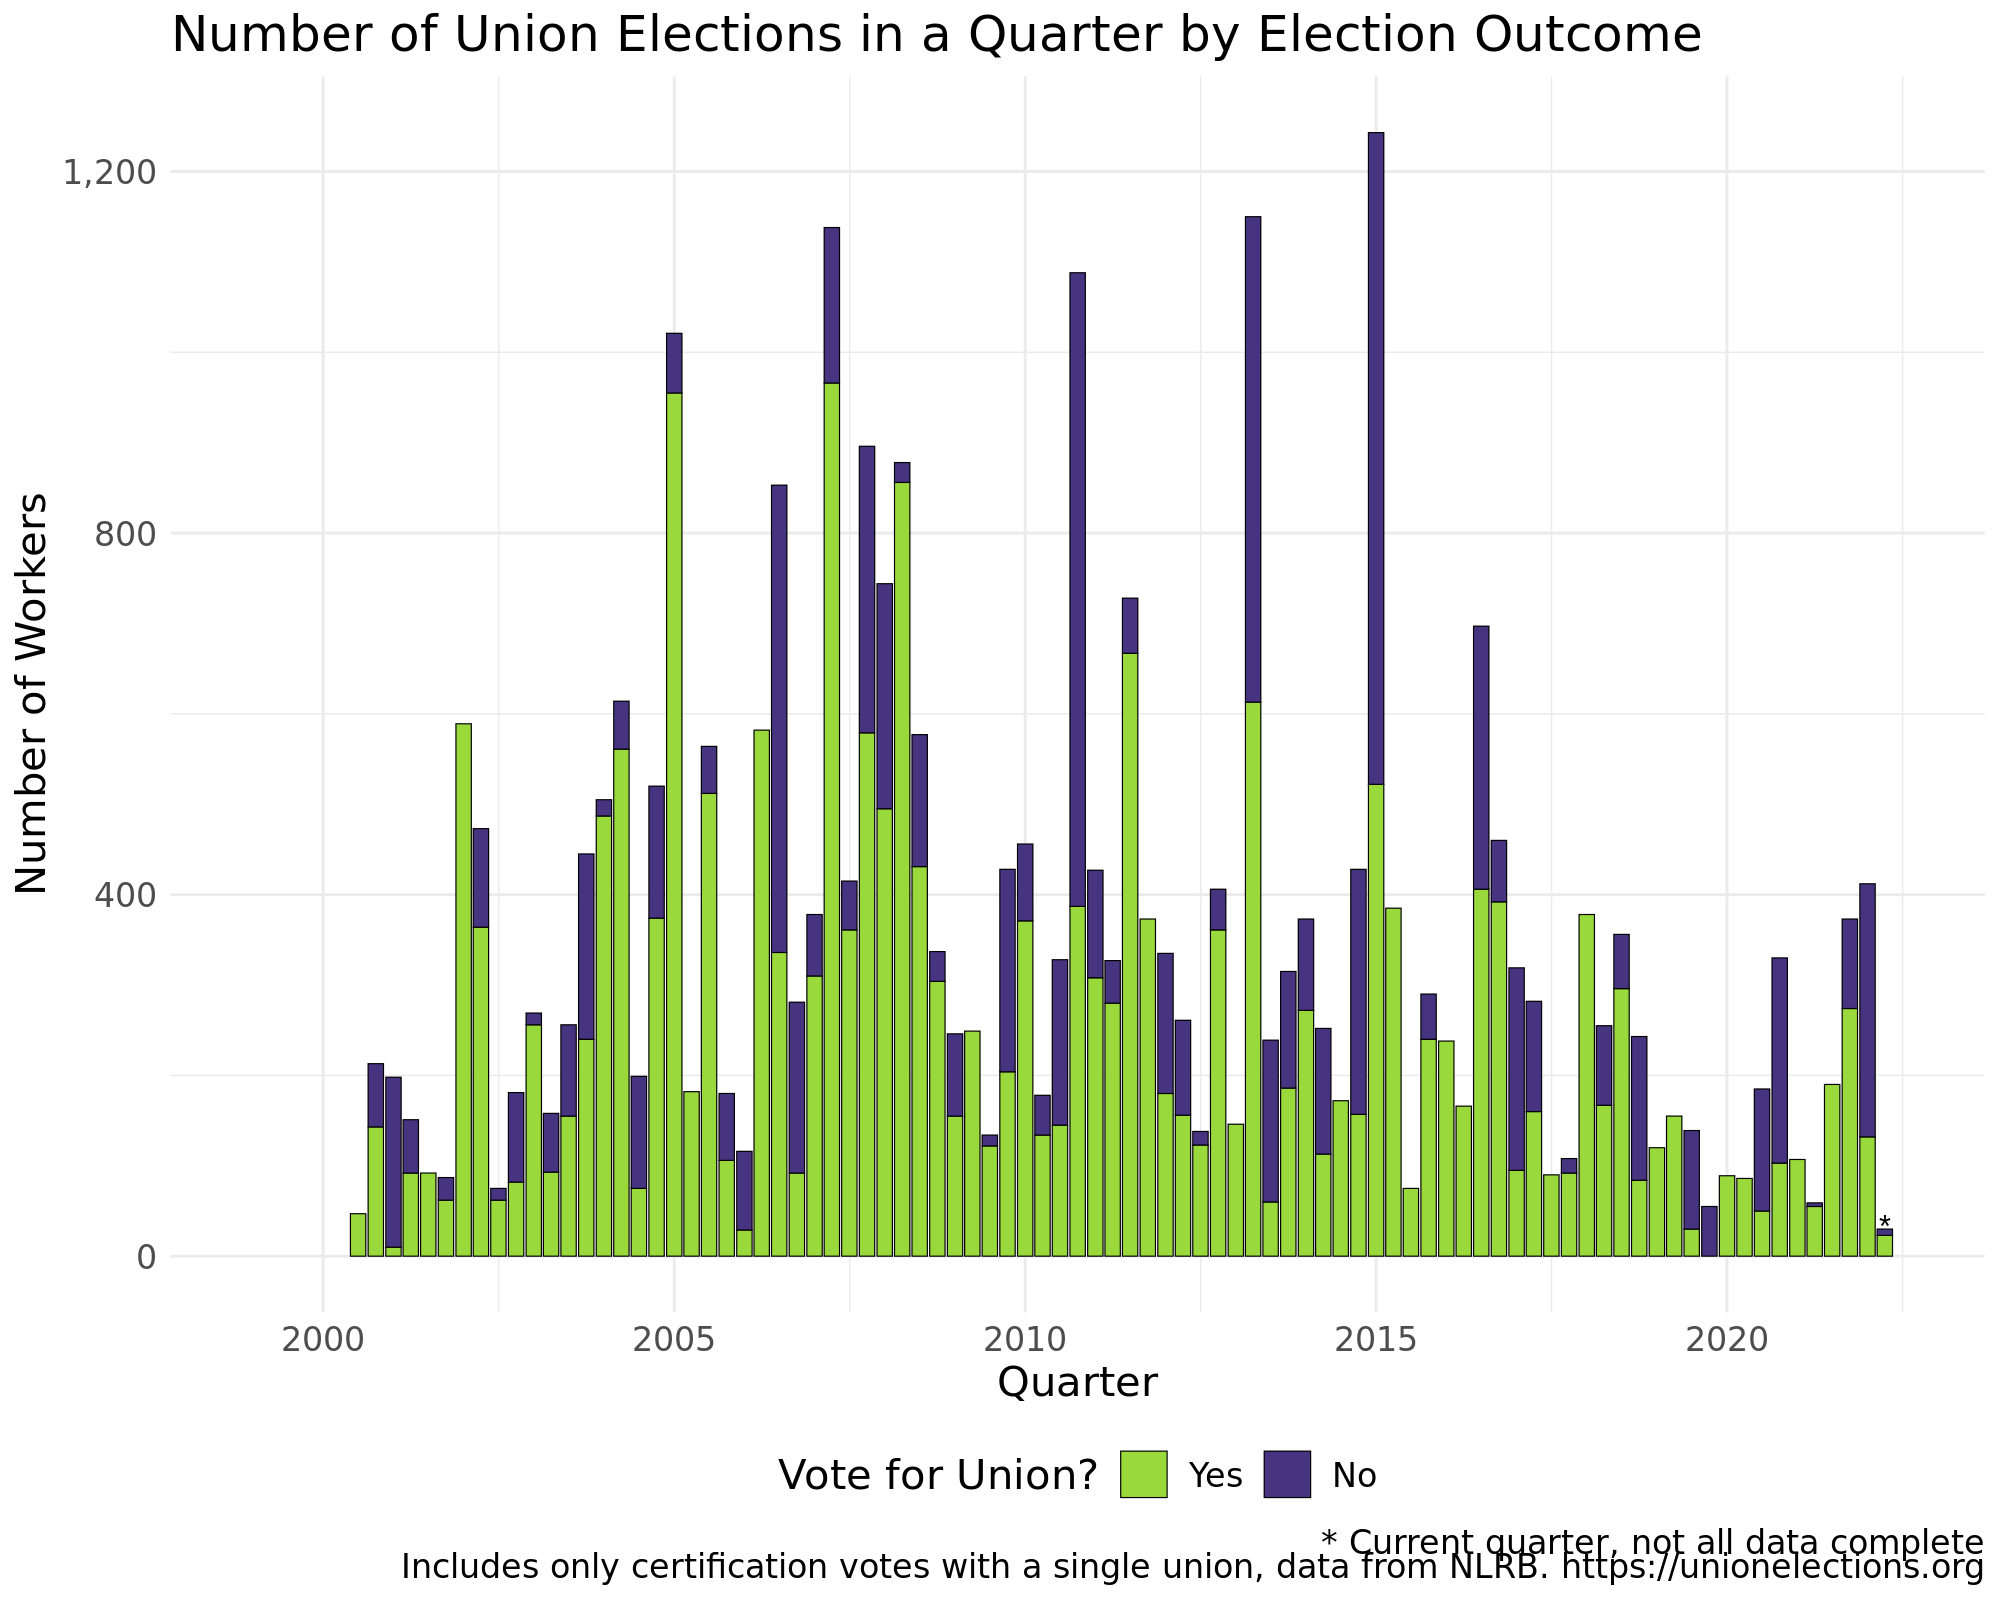 Number of Union Elections in a Quarter by Election Outcome
Number of Workers
1,200
800
400
0
*
2000 2005 2010 2015 2020
Quarter
Vote for Union? Yes No
* Current quarter, not all data complete
Includes only certification votes with a single union, data from NLRB. https://unionelections.org